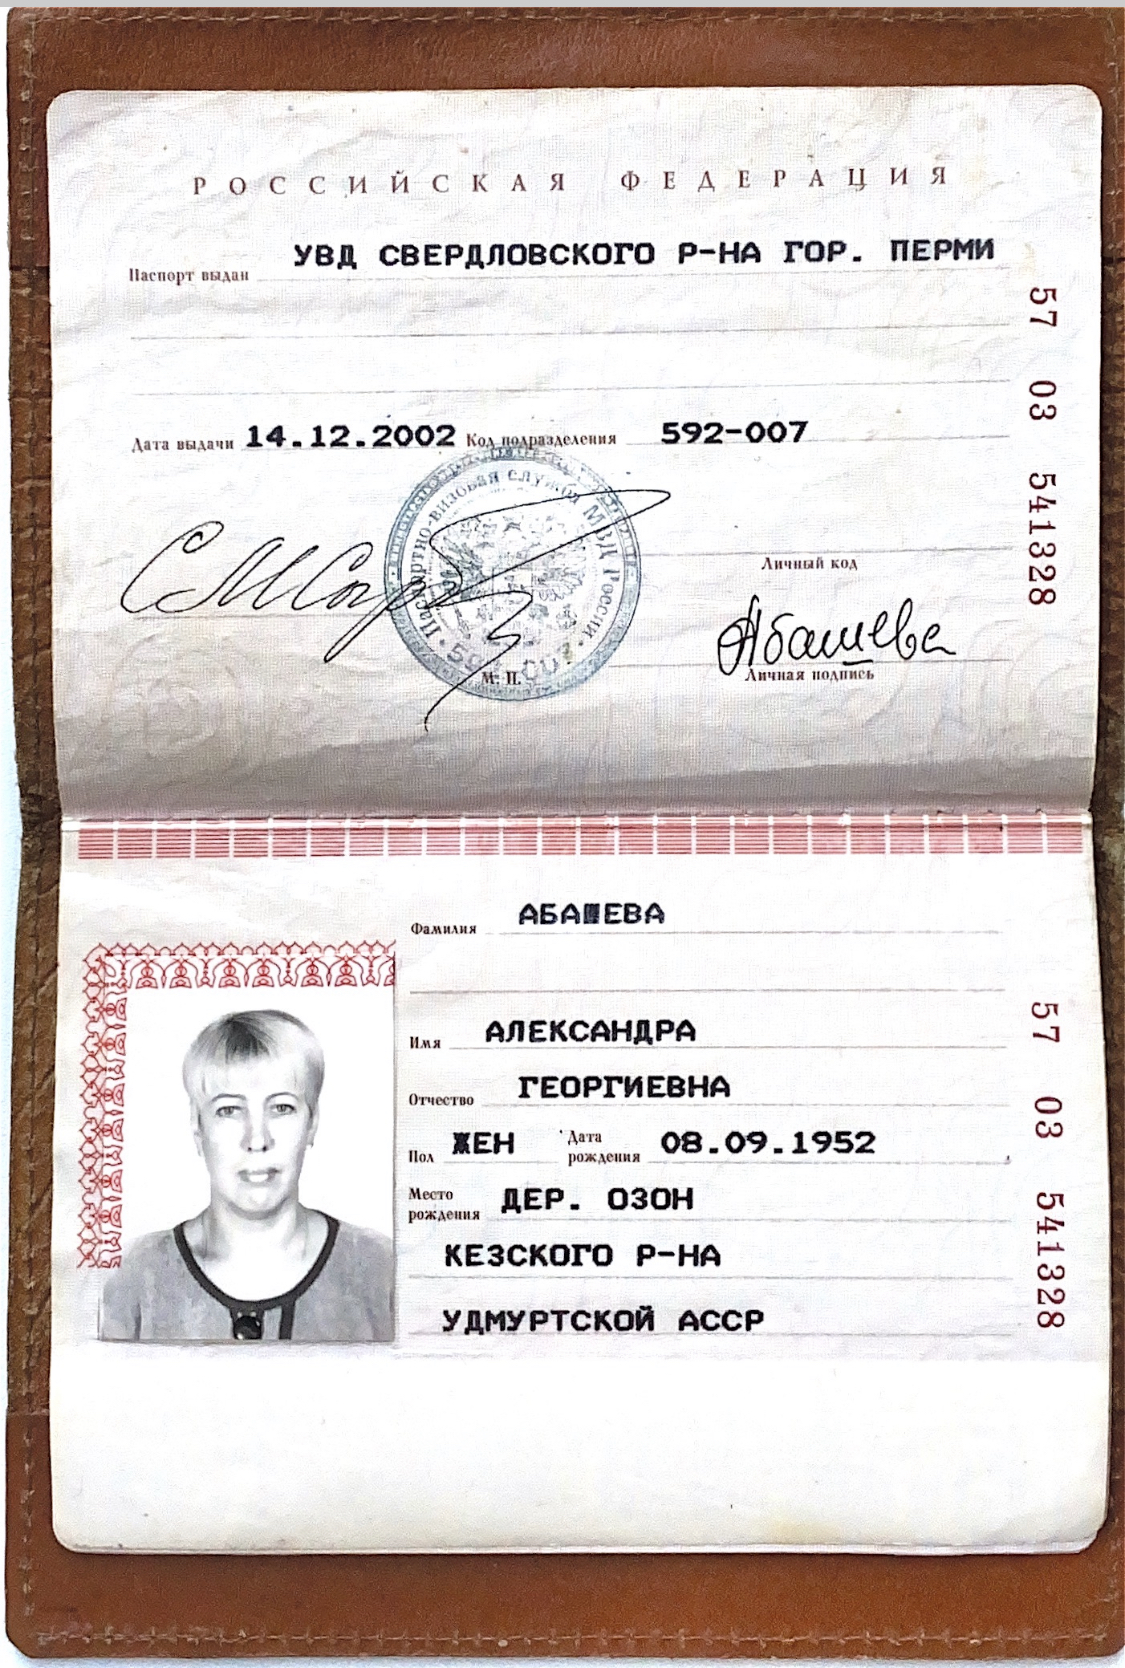 РОССИЙСКАЯ ФЕДЕРАЦИЯ
Паспорт выдан УВД СВЕРДЛОВСКОГО Р-НА ГОР. ПЕРМИ
Дата выдачи 14.12.2002 Код подразделения 592-007
Паспортно-визовая служба МВД России
Личный код
Абашева
М. П.
Личная подпись
57 03 541328
Фамилия АБАШЕВА
Имя АЛЕКСАНДРА
Отчество ГЕОРГИЕВНА
Пол ЖЕН Дата рождения 08.09.1952
Место рождения ДЕР. ОЗОН
КЕЗСКОГО Р-НА
УДМУРТСКОЙ АССР
57 03 541328